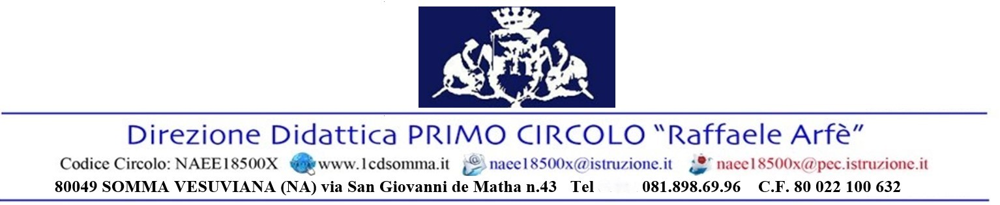 Direzione Didattica PRIMO CIRCOLO “Raffaele Arfè”
Codice Circolo: NAEE18500X www.1cdsomma.it naee18500x@istruzione.it naee18500x@pec.istruzione.it
80049 SOMMA VESUVIANA (NA) via San Giovanni de Matha n.43 Tel 081.898.69.96 C.F. 80 022 100 632